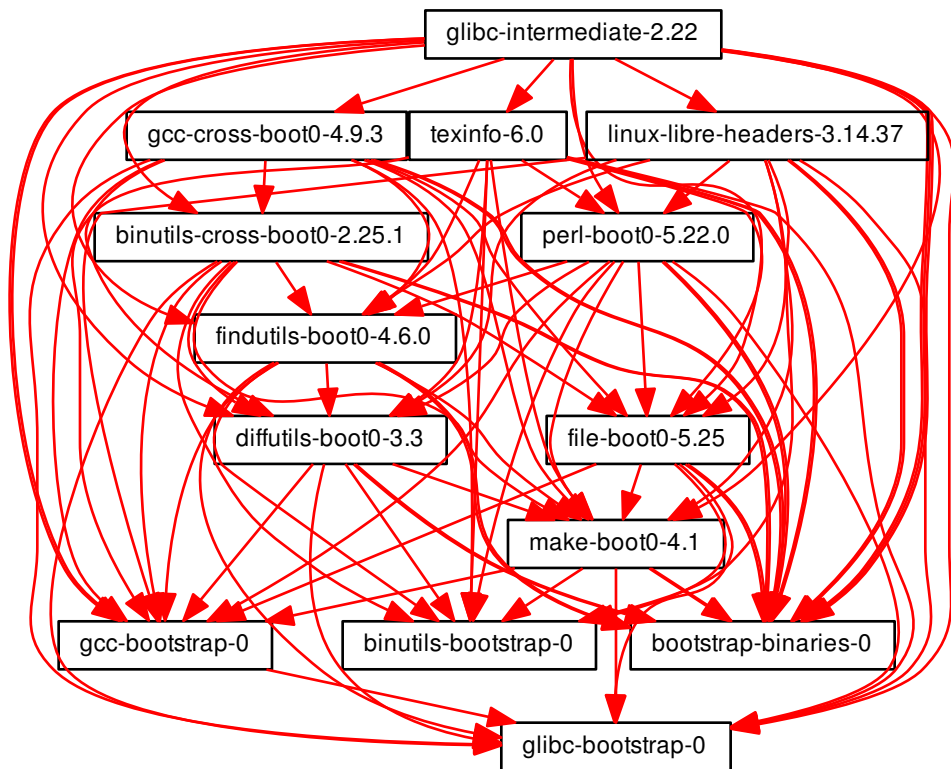 glibc-intermediate-2.22
gcc-cross-boot0-4.9.3
texinfo-6.0
linux-libre-headers-3.14.37
binutils-cross-boot0-2.25.1
perl-boot0-5.22.0
findutils-boot0-4.6.0
diffutils-boot0-3.3
file-boot0-5.25
make-boot0-4.1
gcc-bootstrap-0
binutils-bootstrap-0
bootstrap-binaries-0
glibc-bootstrap-0